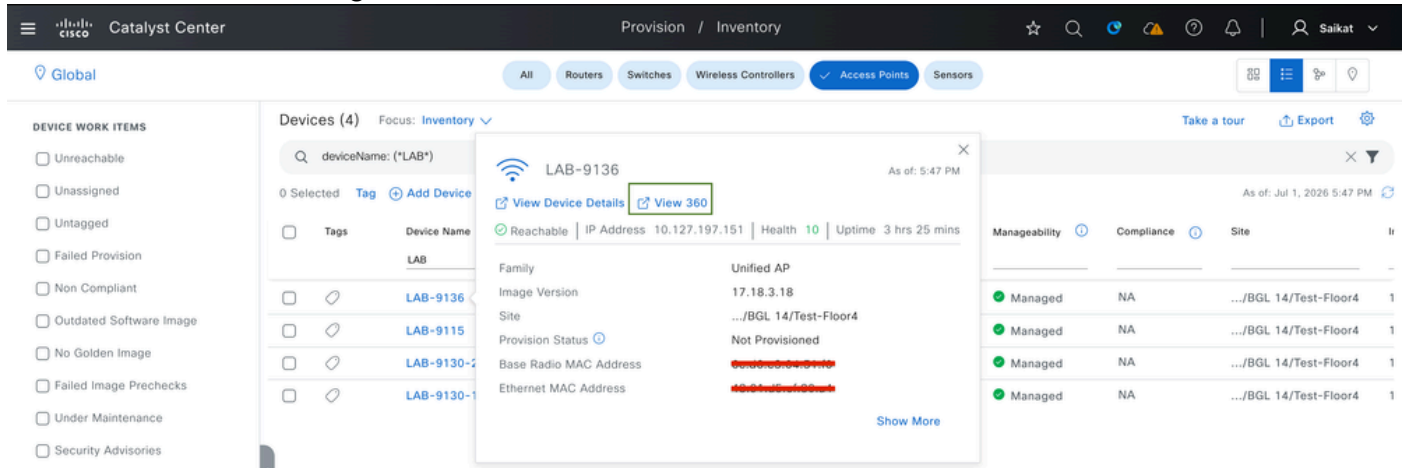 cisco Catalyst Center Provision / Inventory Saikat
Global All Routers Switches Wireless Controllers Access Points Sensors
DEVICE WORK ITEMS
Unreachable
Unassigned
Untagged
Failed Provision
Non Compliant
Outdated Software Image
No Golden Image
Failed Image Prechecks
Under Maintenance
Security Advisories
Devices (4) Focus: Inventory Take a tour Export
deviceName: (*LAB*)
0 Selected Tag Add Device As of: Jul 1, 2026 5:47 PM
Tags Device Name Manageability Compliance Site
LAB
LAB-9136 Managed NA .../BGL 14/Test-Floor4
LAB-9115 Managed NA .../BGL 14/Test-Floor4
LAB-9130-2 Managed NA .../BGL 14/Test-Floor4
LAB-9130-1 Managed NA .../BGL 14/Test-Floor4
LAB-9136 As of: 5:47 PM
View Device Details View 360
Reachable | IP Address 10.127.197.151 | Health 10 | Uptime 3 hrs 25 mins
Family Unified AP
Image Version 17.18.3.18
Site .../BGL 14/Test-Floor4
Provision Status Not Provisioned
Base Radio MAC Address
Ethernet MAC Address
Show More